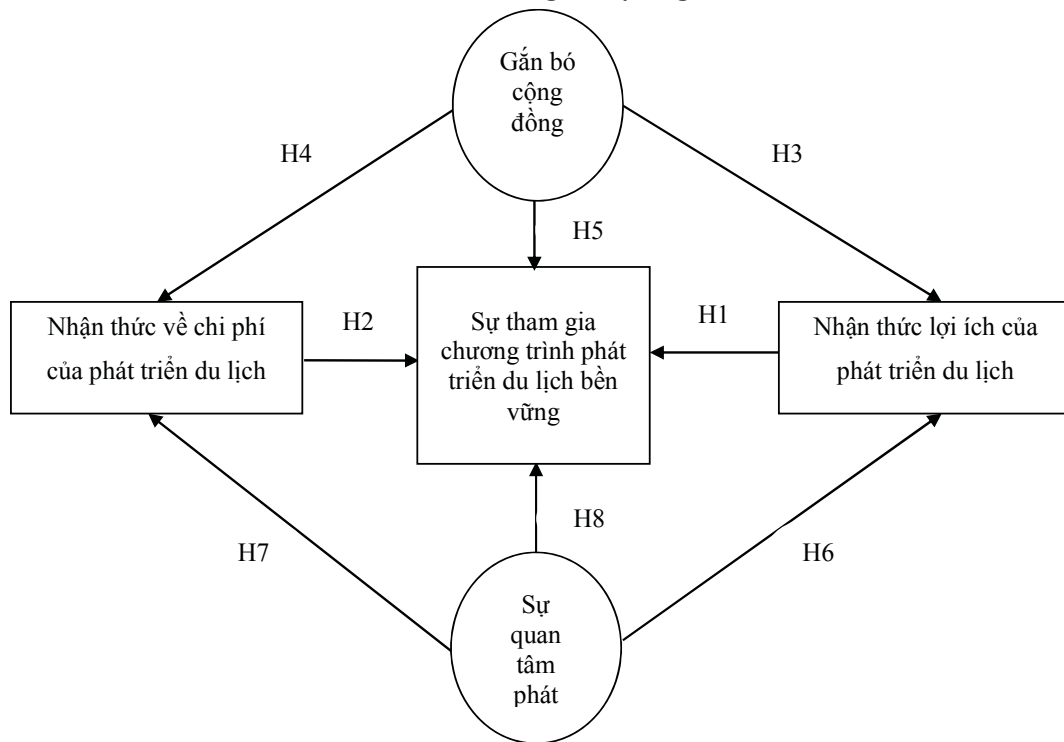 Gắn bó
cộng
đồng
H4
H3
H5
Nhận thức về chi phí
của phát triển du lịch
H2
Sự tham gia
chương trình phát
triển du lịch bền
vững
H1
Nhận thức lợi ích của
phát triển du lịch
H7
H8
H6
Sự
quan
tâm
phát